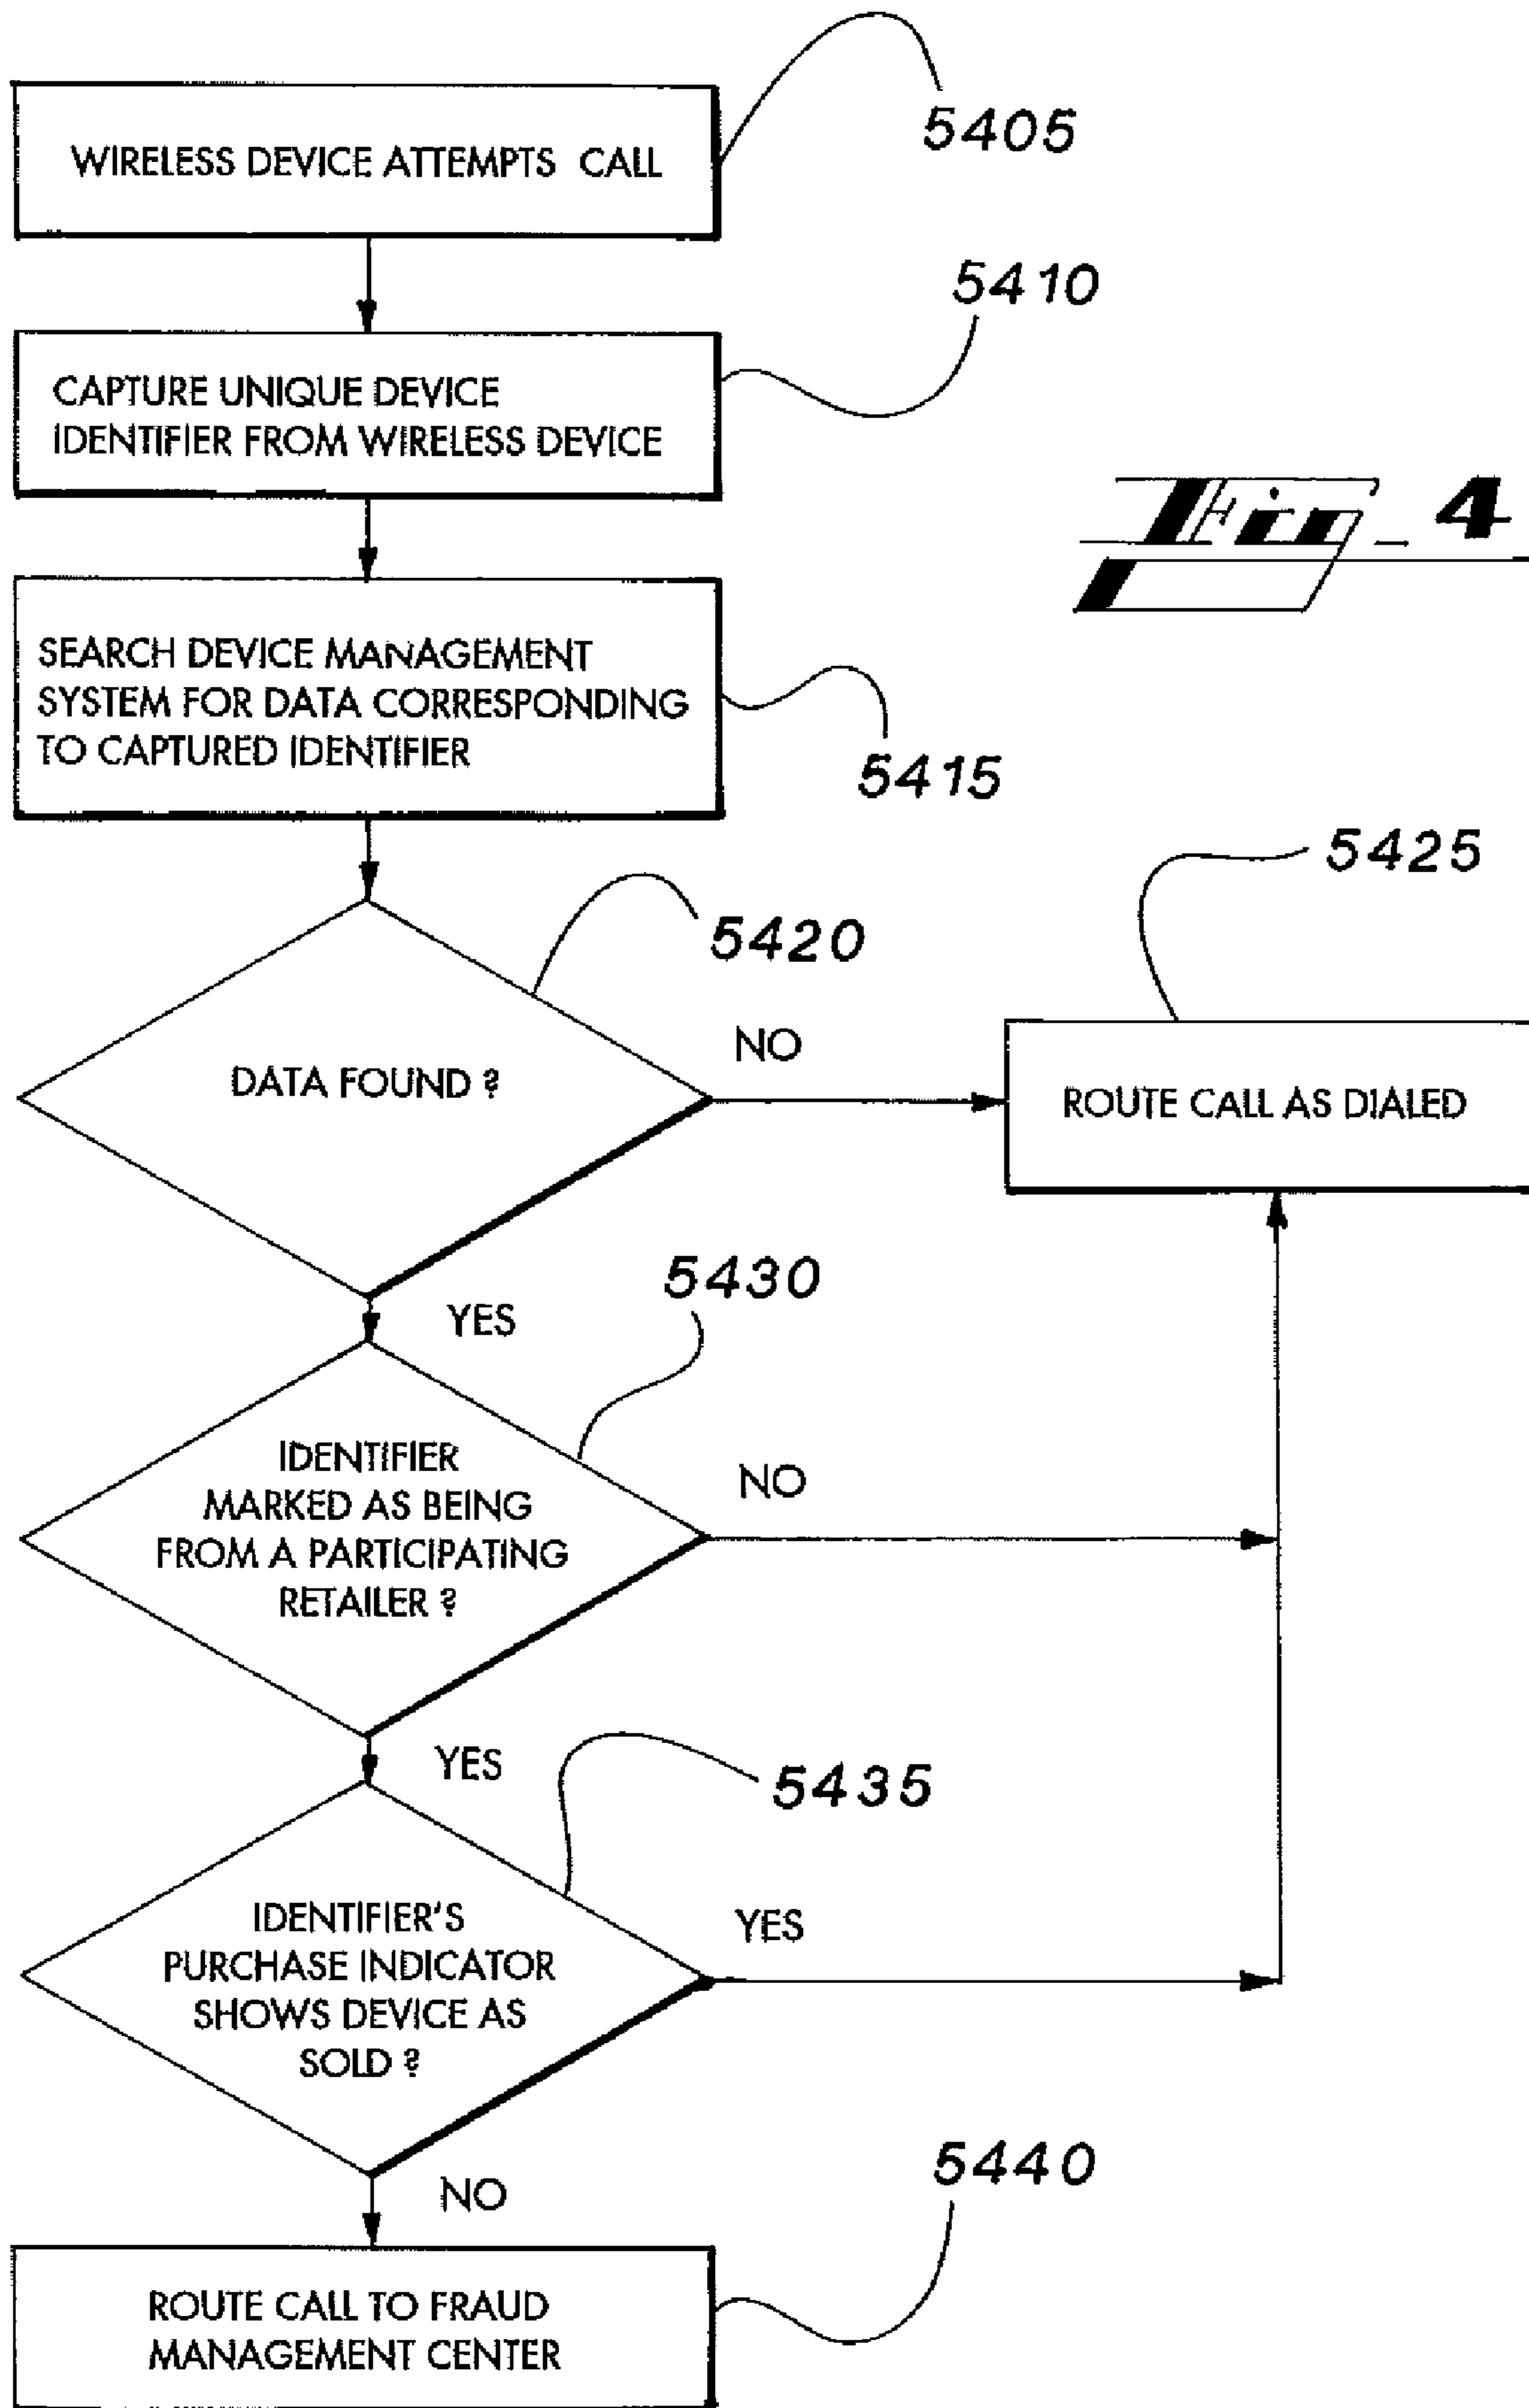 5405
WIRELESS DEVICE ATTEMPTS CALL
5410
CAPTURE UNIQUE DEVICE
IDENTIFIER FROM WIRELESS DEVICE
Fig_4
SEARCH DEVICE MANAGEMENT
SYSTEM FOR DATA CORRESPONDING
TO CAPTURED IDENTIFIER
5415
5425
5420
NO
DATA FOUND ?
ROUTE CALL AS DIALED
5430
YES
IDENTIFIER
MARKED AS BEING
FROM A PARTICIPATING
RETAILER ?
NO
YES
5435
IDENTIFIER'S
PURCHASE INDICATOR
SHOWS DEVICE AS
SOLD ?
YES
5440
NO
ROUTE CALL TO FRAUD
MANAGEMENT CENTER